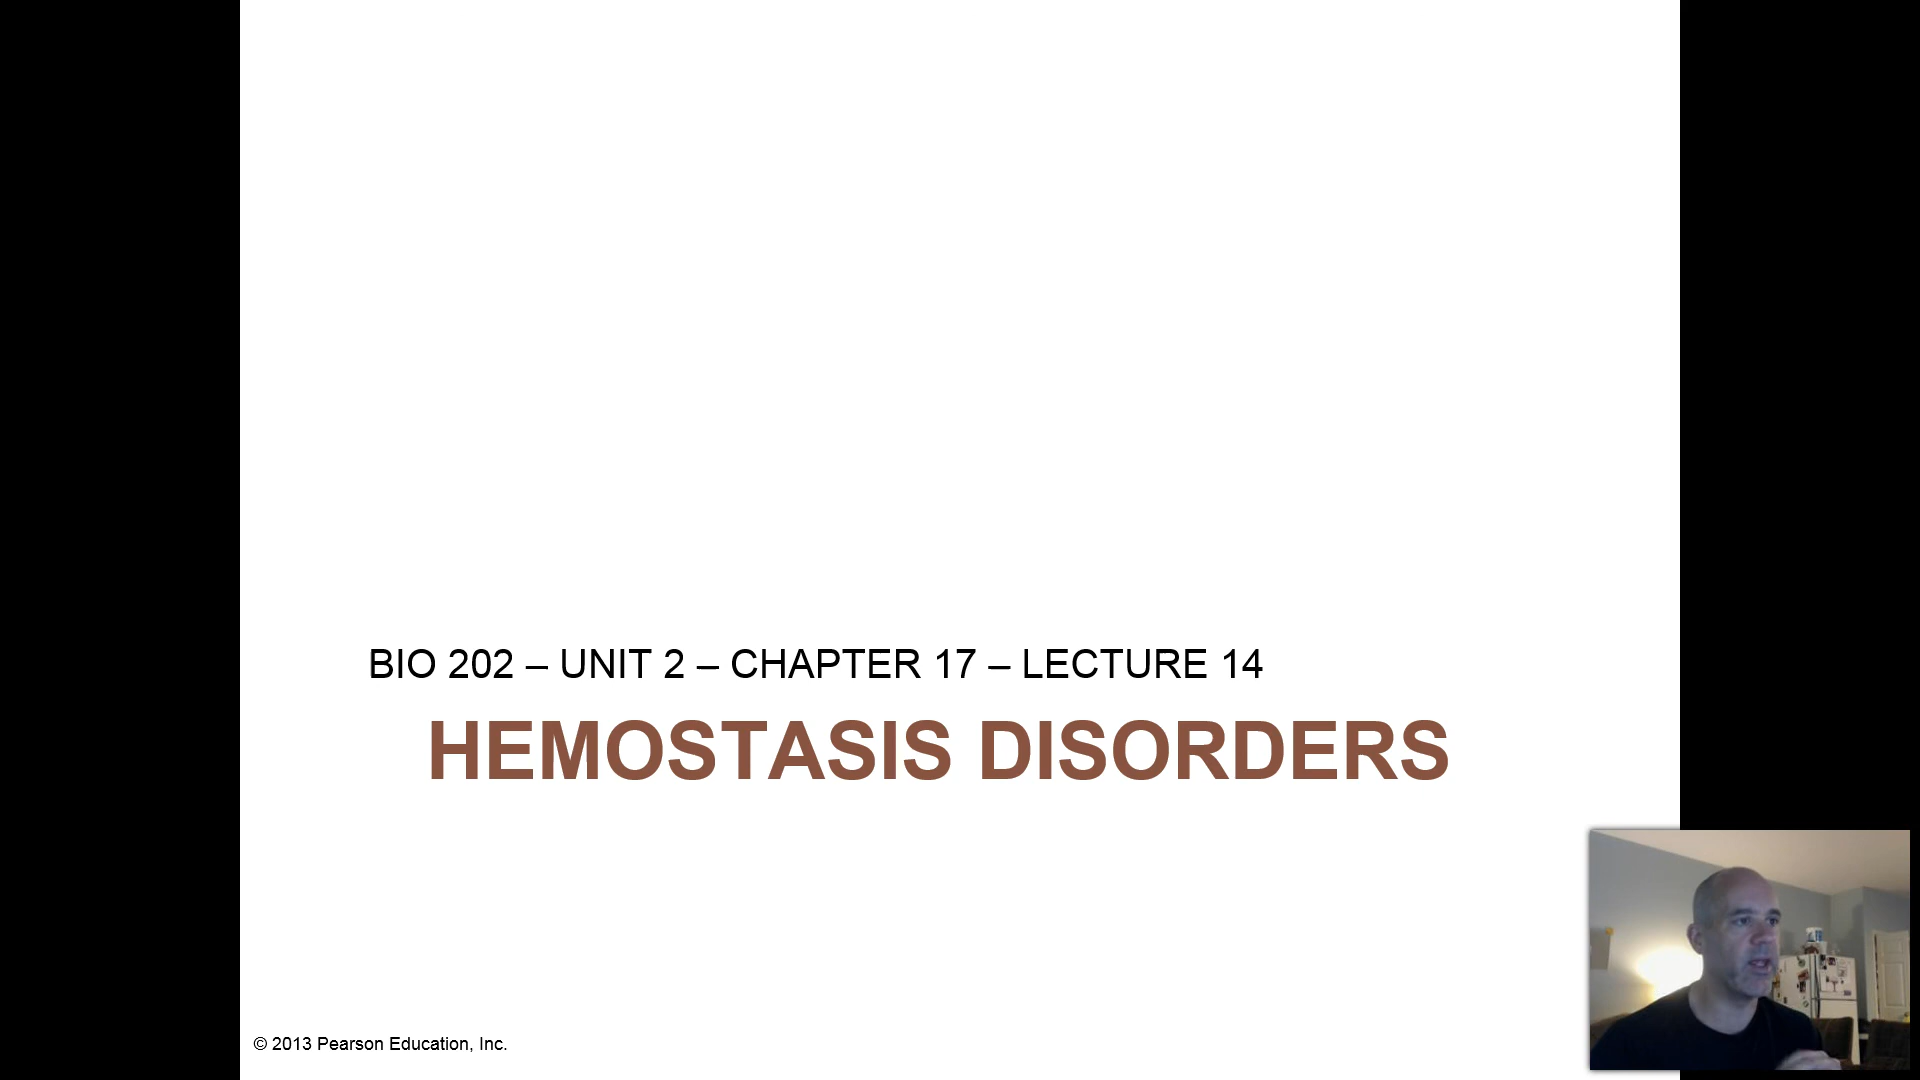 BIO 202 – UNIT 2 – CHAPTER 17 – LECTURE 14
HEMOSTASIS DISORDERS
© 2013 Pearson Education, Inc.